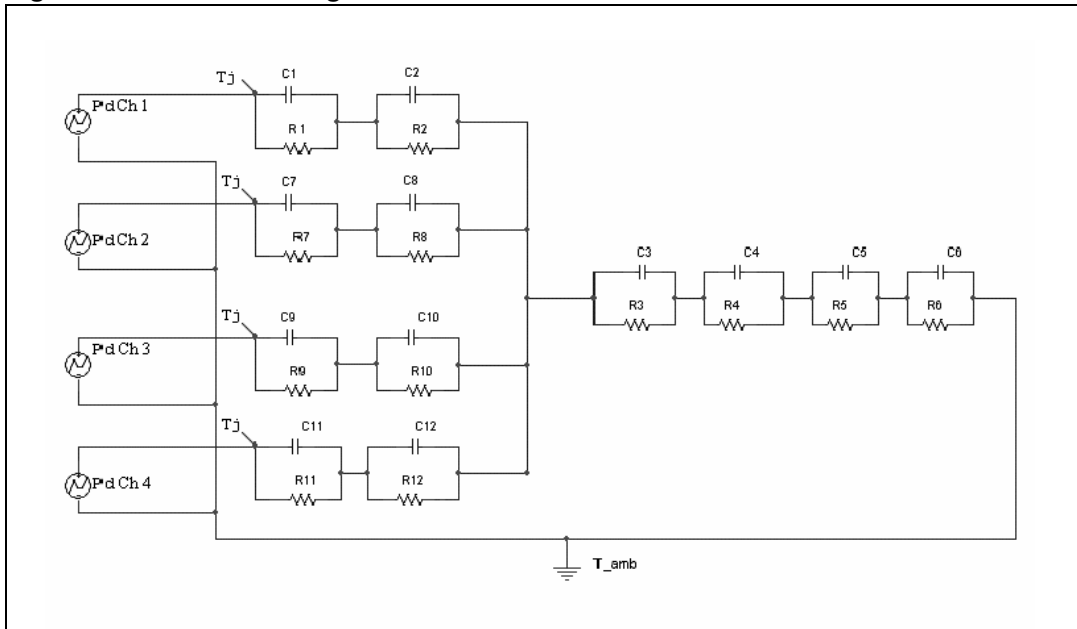 Tj
C1
C2
PdCh1
R1
R2
Tj
C7
C8
PdCh2
R7
R8
C3
C4
C5
C6
R3
R4
R5
R6
Tj
C9
C10
PdCh3
R9
R10
Tj
C11
C12
PdCh4
R11
R12
T_amb